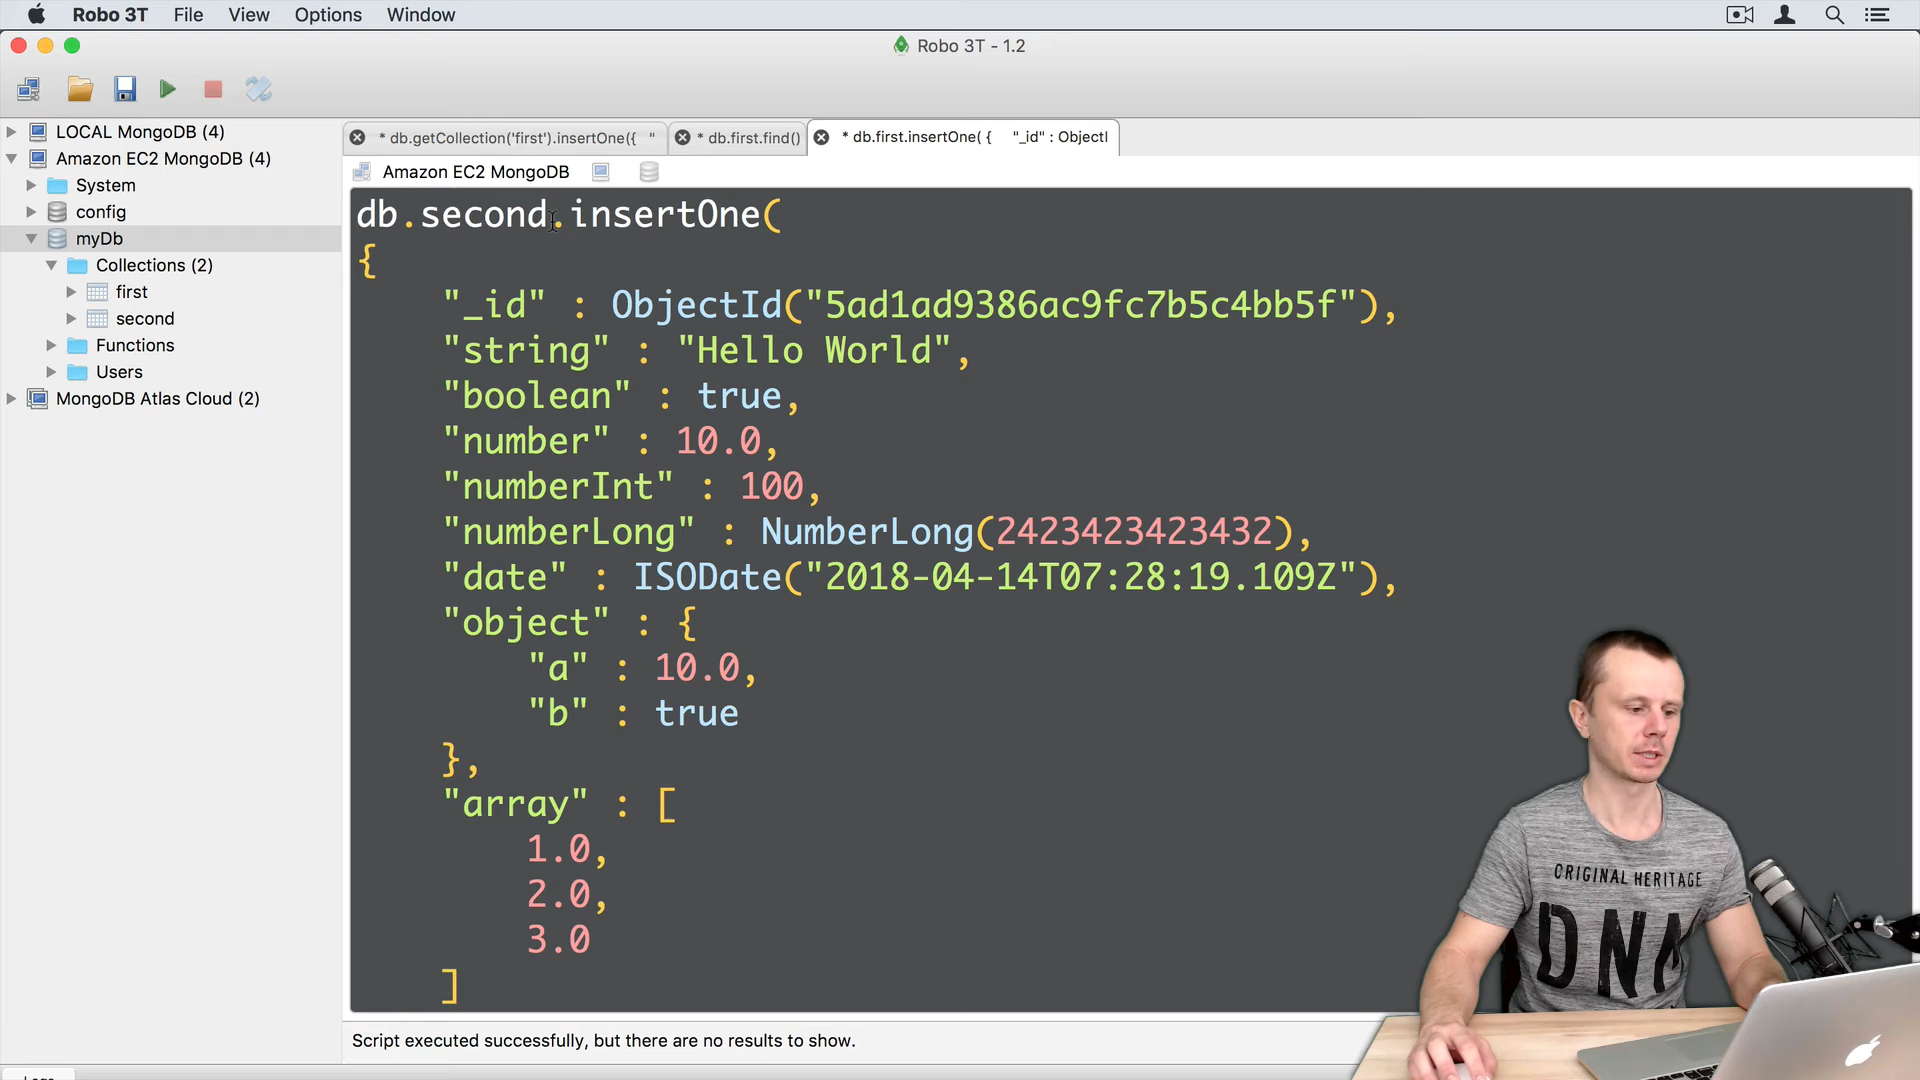 Robo 3T File View Options Window
Robo 3T - 1.2
LOCAL MongoDB (4)
Amazon EC2 MongoDB (4)
System
config
myDb
Collections (2)
first
second
Functions
Users
MongoDB Atlas Cloud (2)
* db.getCollection('first').insertOne({ "
* db.first.find()
* db.first.insertOne( { "_id" : ObjectI
Amazon EC2 MongoDB
db.second.insertOne(
{
"_id" : ObjectId("5ad1ad9386ac9fc7b5c4bb5f"),
"string" : "Hello World",
"boolean" : true,
"number" : 10.0,
"numberInt" : 100,
"numberLong" : NumberLong(2423423423432),
"date" : ISODate("2018-04-14T07:28:19.109Z"),
"object" : {
"a" : 10.0,
"b" : true
},
"array" : [
1.0,
2.0,
3.0
]
Script executed successfully, but there are no results to show.
ORIGINAL HERITAGE
DNA